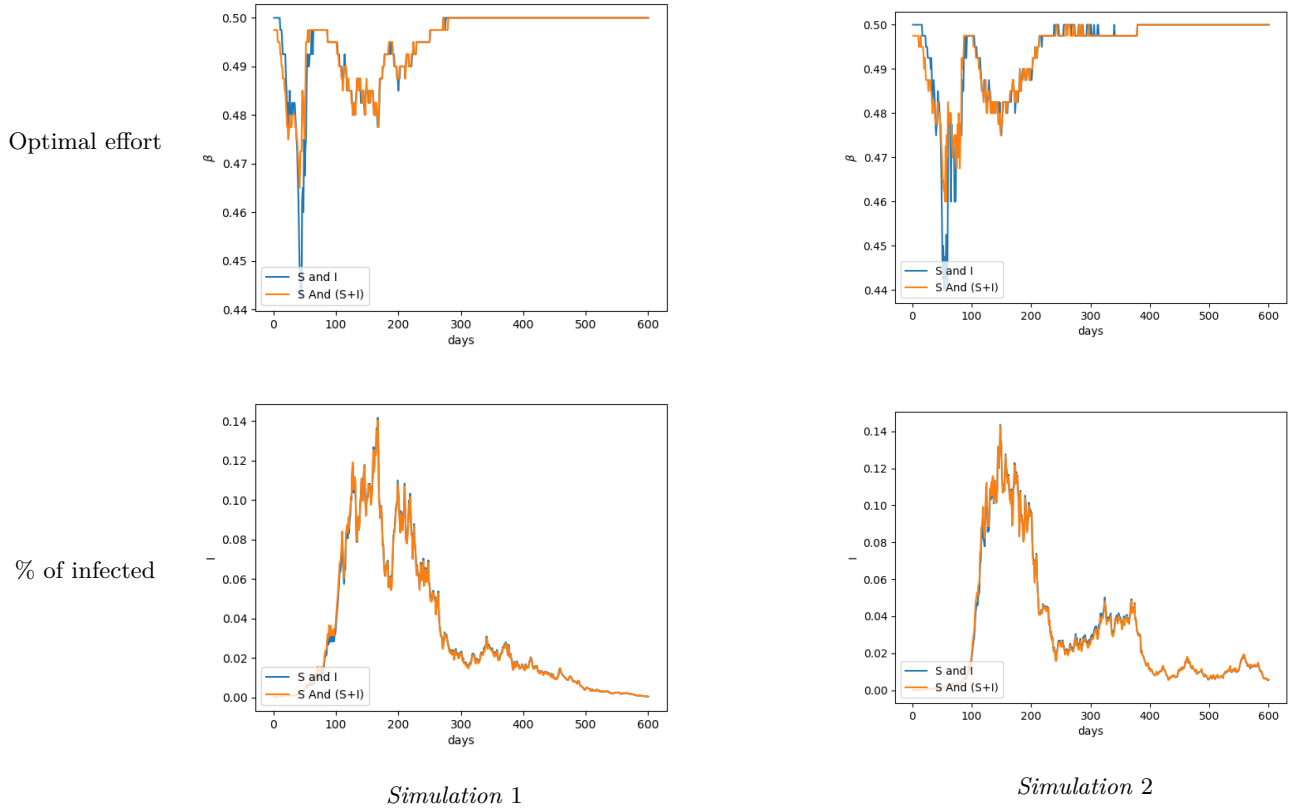 Optimal effort
0.50
0.49
0.48
0.47
0.46
0.45
0.44
β
S and I
S And (S+I)
0 100 200 300 400 500 600
days
0.50
0.49
0.48
0.47
0.46
0.45
0.44
β
S and I
S And (S+I)
0 100 200 300 400 500 600
days
% of infected
0.14
0.12
0.10
0.08
0.06
0.04
0.02
0.00
I
S and I
S And (S+I)
0 100 200 300 400 500 600
days
0.14
0.12
0.10
0.08
0.06
0.04
0.02
0.00
I
S and I
S And (S+I)
0 100 200 300 400 500 600
days
Simulation 1
Simulation 2